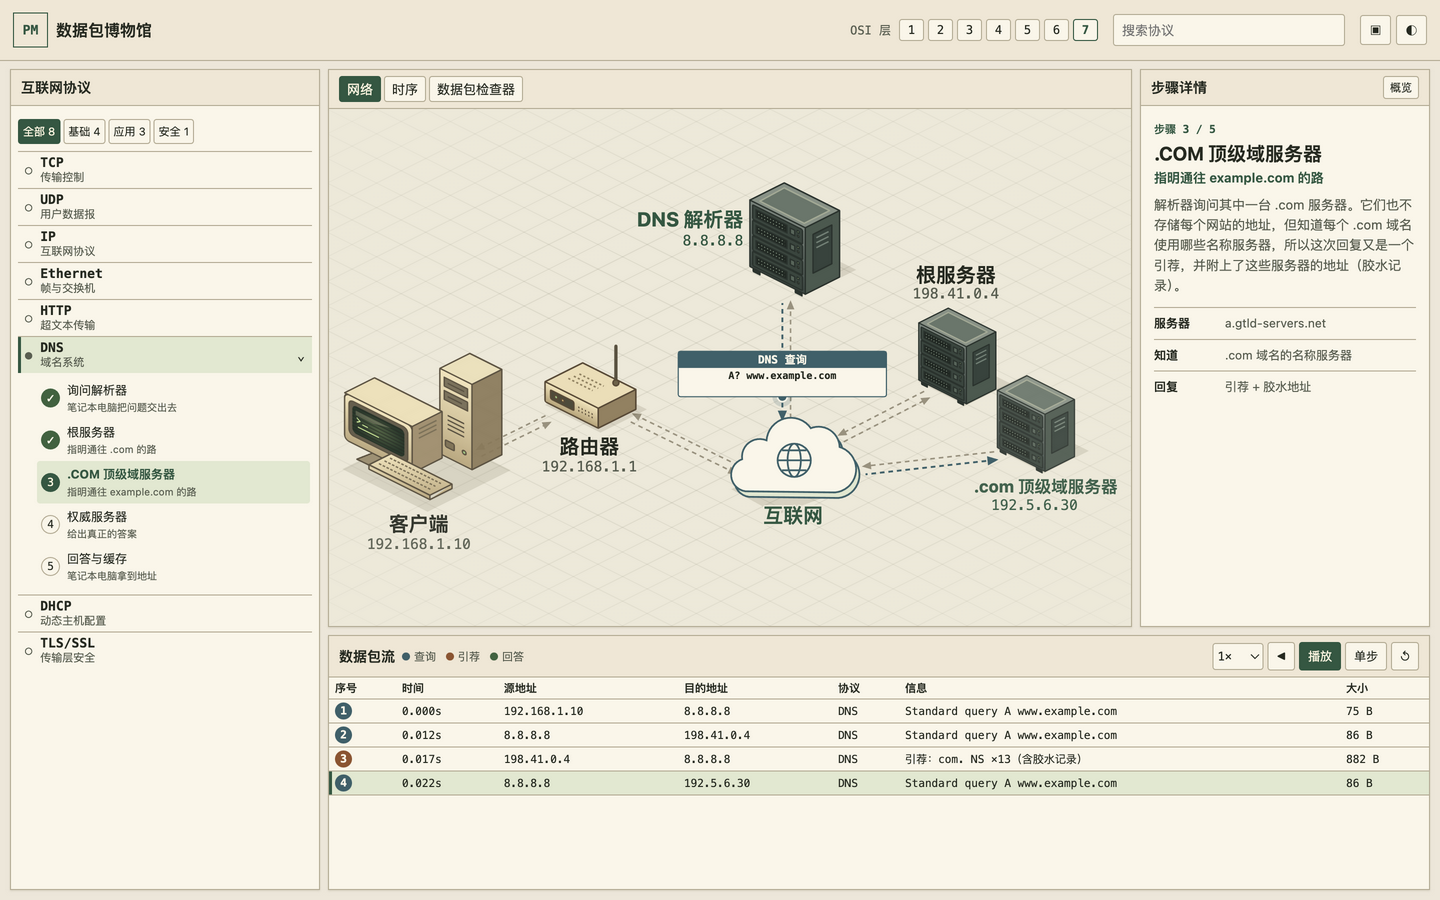 PM 数据包博物馆
OSI 层 1 2 3 4 5 6 7
搜索协议
互联网协议
全部 8 基础 4 应用 3 安全 1
TCP
传输控制
UDP
用户数据报
IP
互联网协议
Ethernet
帧与交换机
HTTP
超文本传输
DNS
域名系统
询问解析器
笔记本电脑把问题交出去
根服务器
指明通往 .com 的路
3 .COM 顶级域服务器
指明通往 example.com 的路
4 权威服务器
给出真正的答案
5 回答与缓存
笔记本电脑拿到地址
DHCP
动态主机配置
TLS/SSL
传输层安全
网络 时序 数据包检查器
DNS 解析器
8.8.8.8
根服务器
198.41.0.4
DNS 查询
A? www.example.com
路由器
192.168.1.1
.com 顶级域服务器
192.5.6.30
互联网
客户端
192.168.1.10
步骤详情 概览
步骤 3 / 5
.COM 顶级域服务器
指明通往 example.com 的路
解析器询问其中一台 .com 服务器。它们也不
存储每个网站的地址，但知道每个 .com 域名
使用哪些名称服务器，所以这次回复又是一个
引荐，并附上了这些服务器的地址（胶水记
录）。
服务器 a.gtld-servers.net
知道 .com 域名的名称服务器
回复 引荐 + 胶水地址
数据包流 查询 引荐 回答
1× 播放 单步
序号 时间 源地址 目的地址 协议 信息 大小
1 0.000s 192.168.1.10 8.8.8.8 DNS Standard query A www.example.com 75 B
2 0.012s 8.8.8.8 198.41.0.4 DNS Standard query A www.example.com 86 B
3 0.017s 198.41.0.4 8.8.8.8 DNS 引荐：com. NS ×13（含胶水记录） 882 B
4 0.022s 8.8.8.8 192.5.6.30 DNS Standard query A www.example.com 86 B